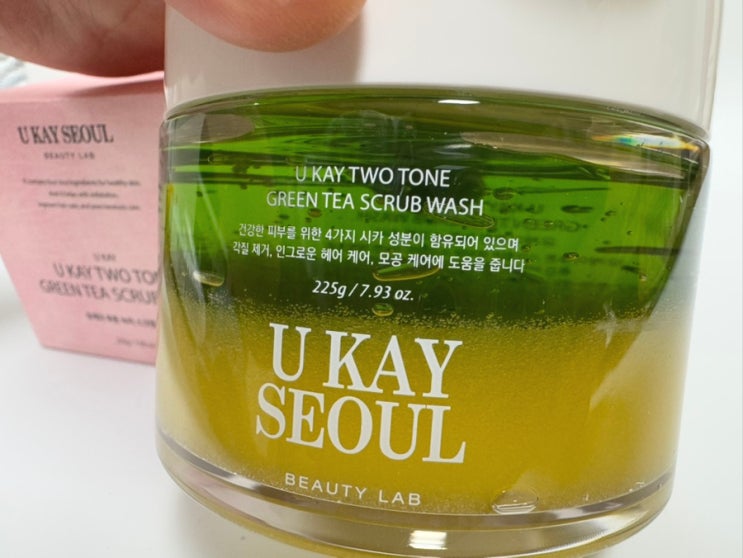 U KAY TWO TONE
GREEN TEA SCRUB WASH
건강한 피부를 위한 4가지 시카 성분이 함유되어 있으며
각질 제거, 인그로운 헤어 케어, 모공 케어에 도움을 줍니다
225g / 7.93 oz.
U KAY
SEOUL
BEAUTY LAB
U KAY SEOUL
BEAUTY LAB
U KAY
U KAY TWO TON
GREEN TEA SCRUB